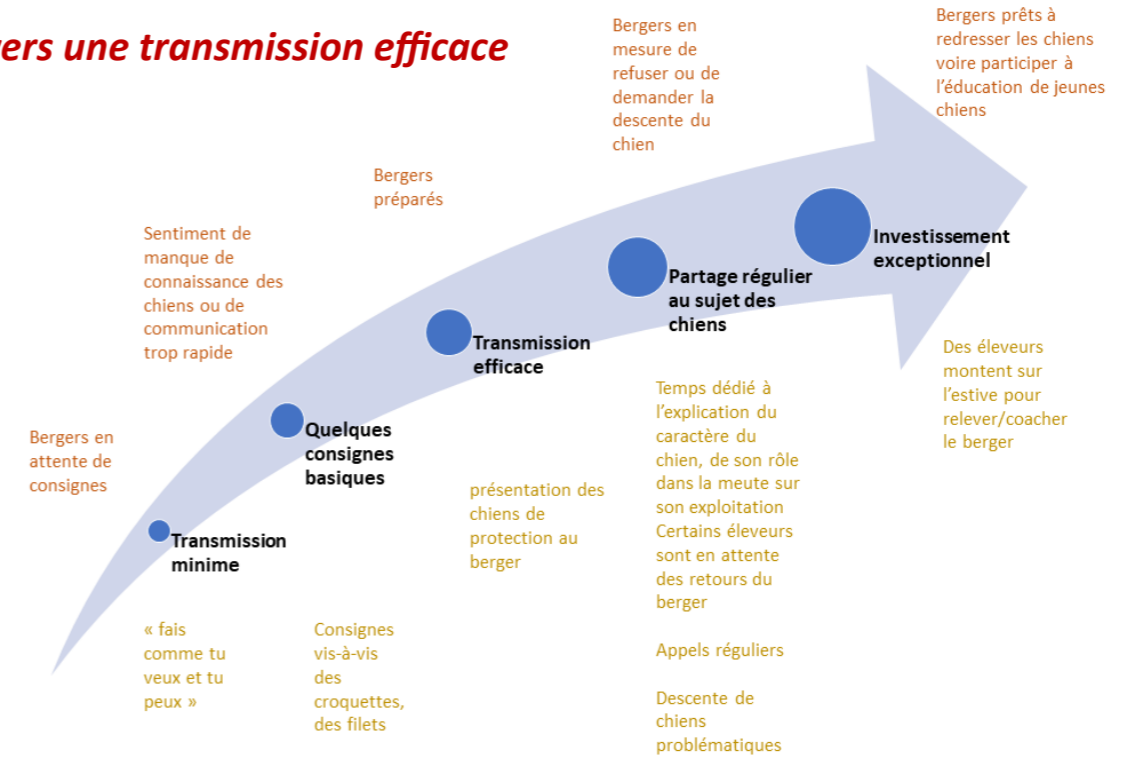 ers une transmission efficace
Bergers en
mesure de
refuser ou de
demander la
descente du
chien
Bergers prêts à
redresser les chiens
voire participer à
l'éducation de jeunes
chiens
Bergers
préparés
Sentiment de
manque de
connaissance des
chiens ou de
communication
trop rapide
Bergers en
attente de
consignes
Transmission
minime
Quelques
consignes
basiques
Transmission
efficace
Partage régulier
au sujet des
chiens
Investissement
exceptionnel
« fais
comme tu
veux et tu
peux »
Consignes
vis-à-vis
des
croquettes,
des filets
présentation des
chiens de
protection au
berger
Temps dédié à
l'explication du
caractère du
chien, de son rôle
dans la meute sur
son exploitation
Certains éleveurs
sont en attente
des retours du
berger
Appels réguliers
Descente de
chiens
problématiques
Des éleveurs
montent sur
l'estive pour
relever/coacher
le berger